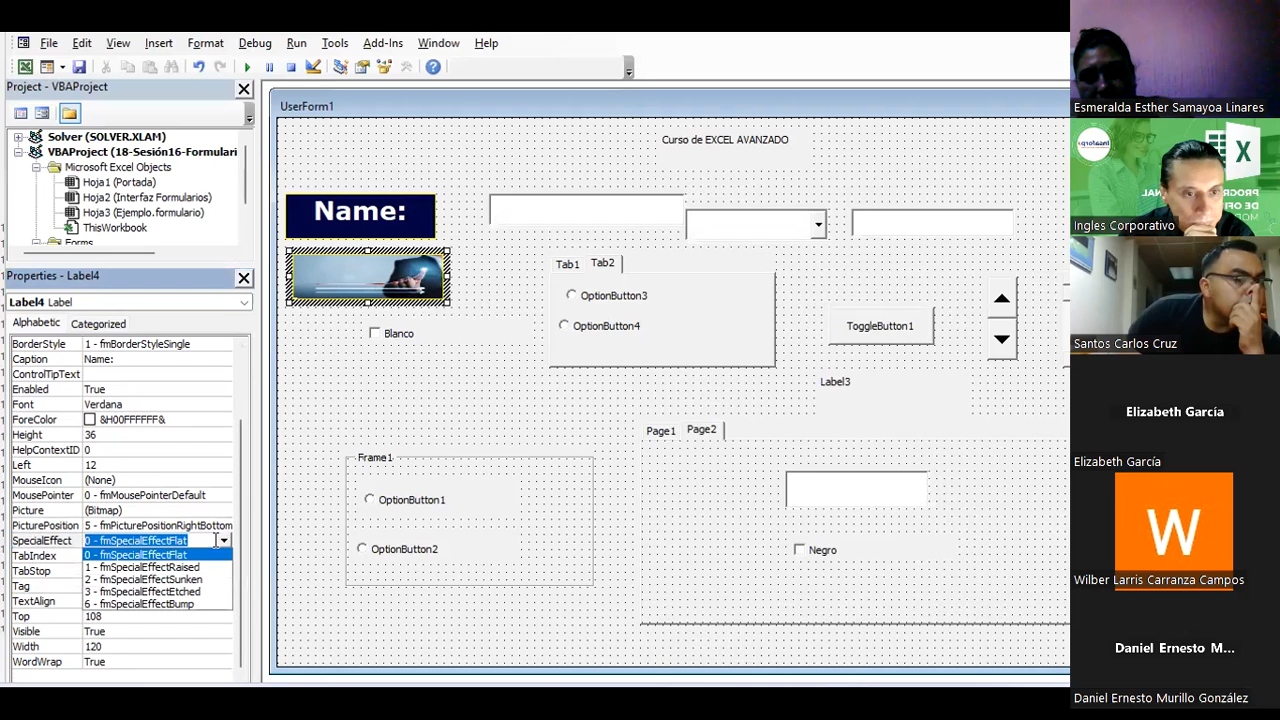 File Edit View Insert Format Debug Run Tools Add-Ins Window Help
Project - VBAProject
Solver (SOLVER.XLAM)
VBAProject (18-Sesión16-Formulari
Microsoft Excel Objects
Hoja1 (Portada)
Hoja2 (Interfaz Formularios)
Hoja3 (Ejemplo.formulario)
ThisWorkbook
Forms
Properties - Label4
Label4 Label
Alphabetic Categorized
BorderStyle 1 - fmBorderStyleSingle
Caption Name:
ControlTipText
Enabled True
Font Verdana
ForeColor &H00FFFFFF&
Height 36
HelpContextID 0
Left 12
MouseIcon (None)
MousePointer 0 - fmMousePointerDefault
Picture (Bitmap)
PicturePosition 5 - fmPicturePositionRightBottom
SpecialEffect 0 - fmSpecialEffectFlat
TabIndex 0 - fmSpecialEffectFlat
TabStop 1 - fmSpecialEffectRaised
2 - fmSpecialEffectSunken
Tag 3 - fmSpecialEffectEtched
TextAlign 6 - fmSpecialEffectBump
Top 108
Visible True
Width 120
WordWrap True
UserForm1
Curso de EXCEL AVANZADO
Name:
Tab1 Tab2
OptionButton3
OptionButton4
Blanco
ToggleButton1
Label3
Page1 Page2
Frame1
OptionButton1
OptionButton2
Negro
Esmeralda Esther Samayoa Linares
Ingles Corporativo
Santos Carlos Cruz
Elizabeth García
Elizabeth García
W
Wilber Larris Carranza Campos
Daniel Ernesto M...
Daniel Ernesto Murillo González